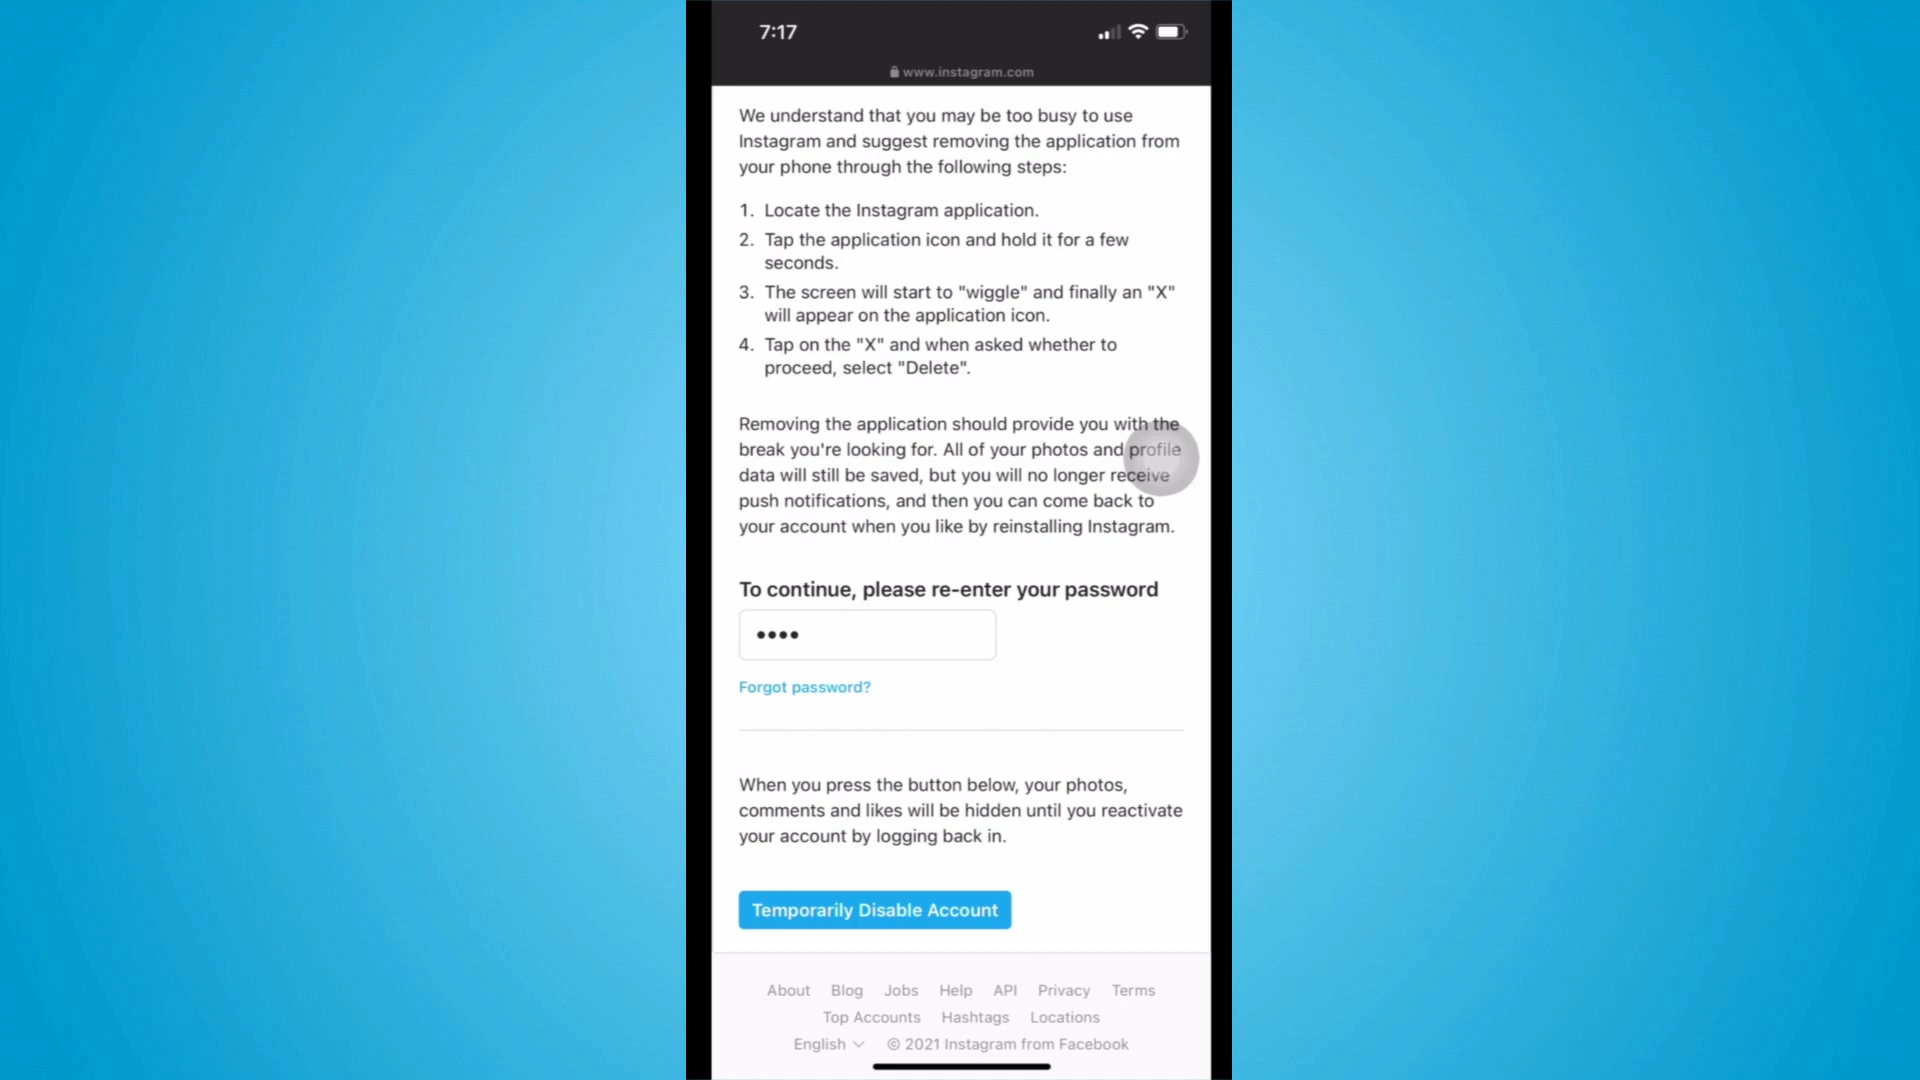 7:17
www.instagram.com
We understand that you may be too busy to use
Instagram and suggest removing the application from
your phone through the following steps:
1. Locate the Instagram application.
2. Tap the application icon and hold it for a few
seconds.
3. The screen will start to "wiggle" and finally an "X"
will appear on the application icon.
4. Tap on the "X" and when asked whether to
proceed, select "Delete".
Removing the application should provide you with the
break you're looking for. All of your photos and profile
data will still be saved, but you will no longer receive
push notifications, and then you can come back to
your account when you like by reinstalling Instagram.
To continue, please re-enter your password
••••
Forgot password?
When you press the button below, your photos,
comments and likes will be hidden until you reactivate
your account by logging back in.
Temporarily Disable Account
About Blog Jobs Help API Privacy Terms
Top Accounts Hashtags Locations
English © 2021 Instagram from Facebook